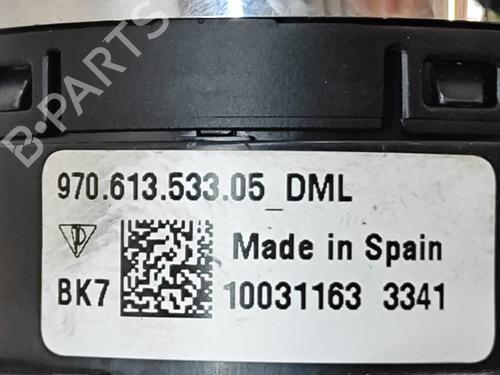 B-PARTS
970.613.533.05_DML
Made in Spain
BK7
10031163 3341